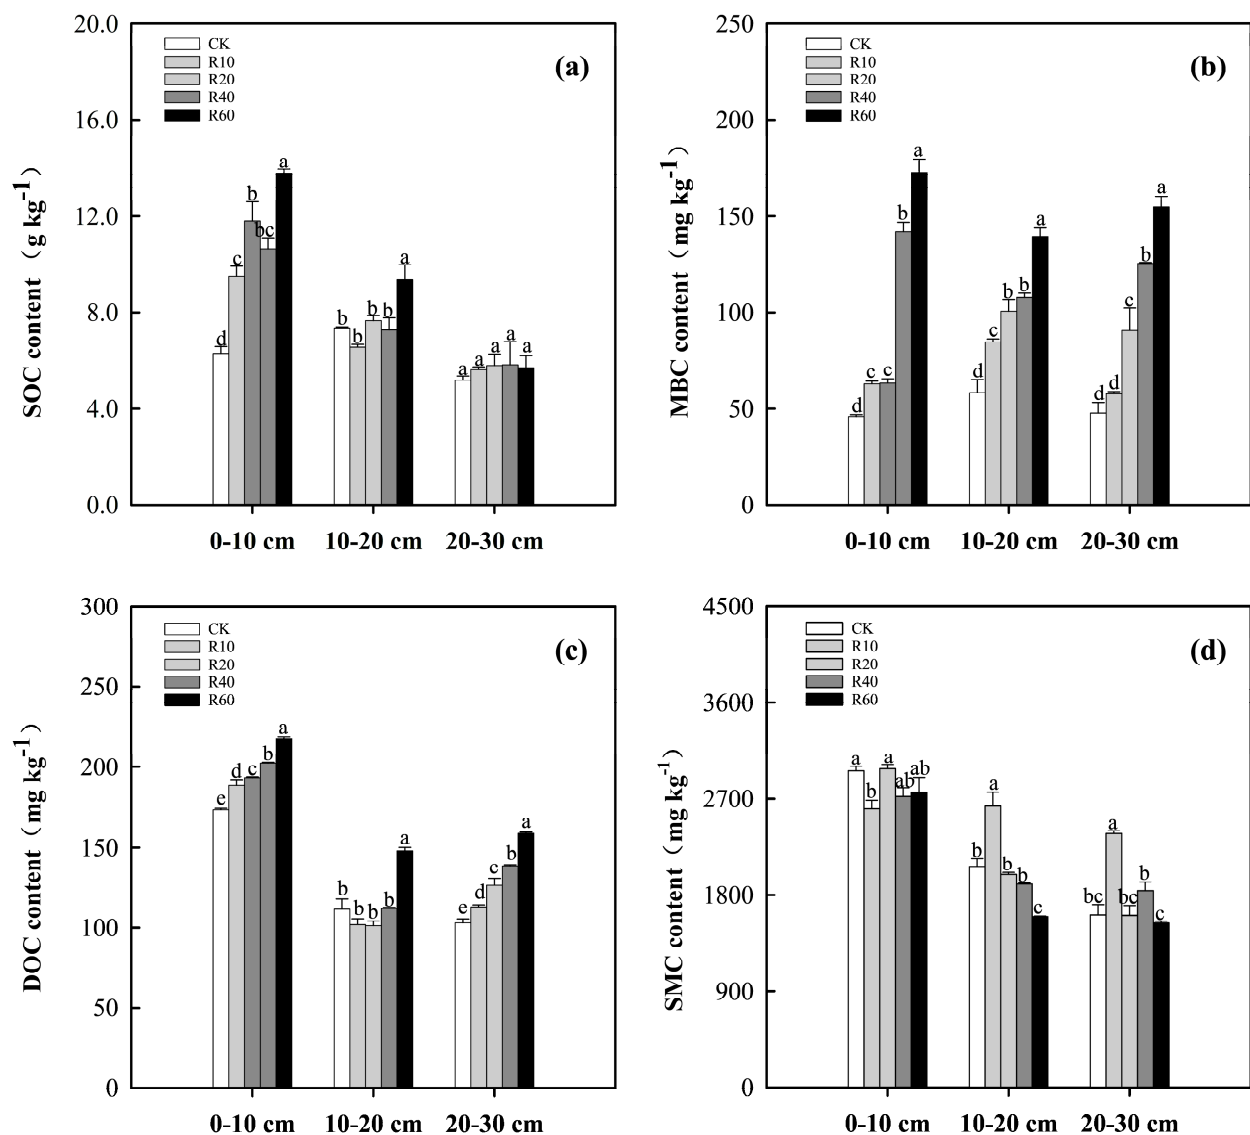 20.0
16.0
12.0
8.0
4.0
0.0
SOC content（g kg-1）
CK
R10
R20
R40
R60
(a)
d c b bc a
b b b b a
a a a a a
0-10 cm 10-20 cm 20-30 cm
250
200
150
100
50
0
MBC content（mg kg-1）
CK
R10
R20
R40
R60
(b)
d c c b a
d c b b a
d d c b a
0-10 cm 10-20 cm 20-30 cm
300
250
200
150
100
50
0
DOC content（mg kg-1）
CK
R10
R20
R40
R60
(c)
e d c b a
b b b b a
e d c b a
0-10 cm 10-20 cm 20-30 cm
4500
3600
2700
1800
900
0
SMC content（mg kg-1）
CK
R10
R20
R40
R60
(d)
a b a ab ab
b a b b c
bc a bc b c
0-10 cm 10-20 cm 20-30 cm